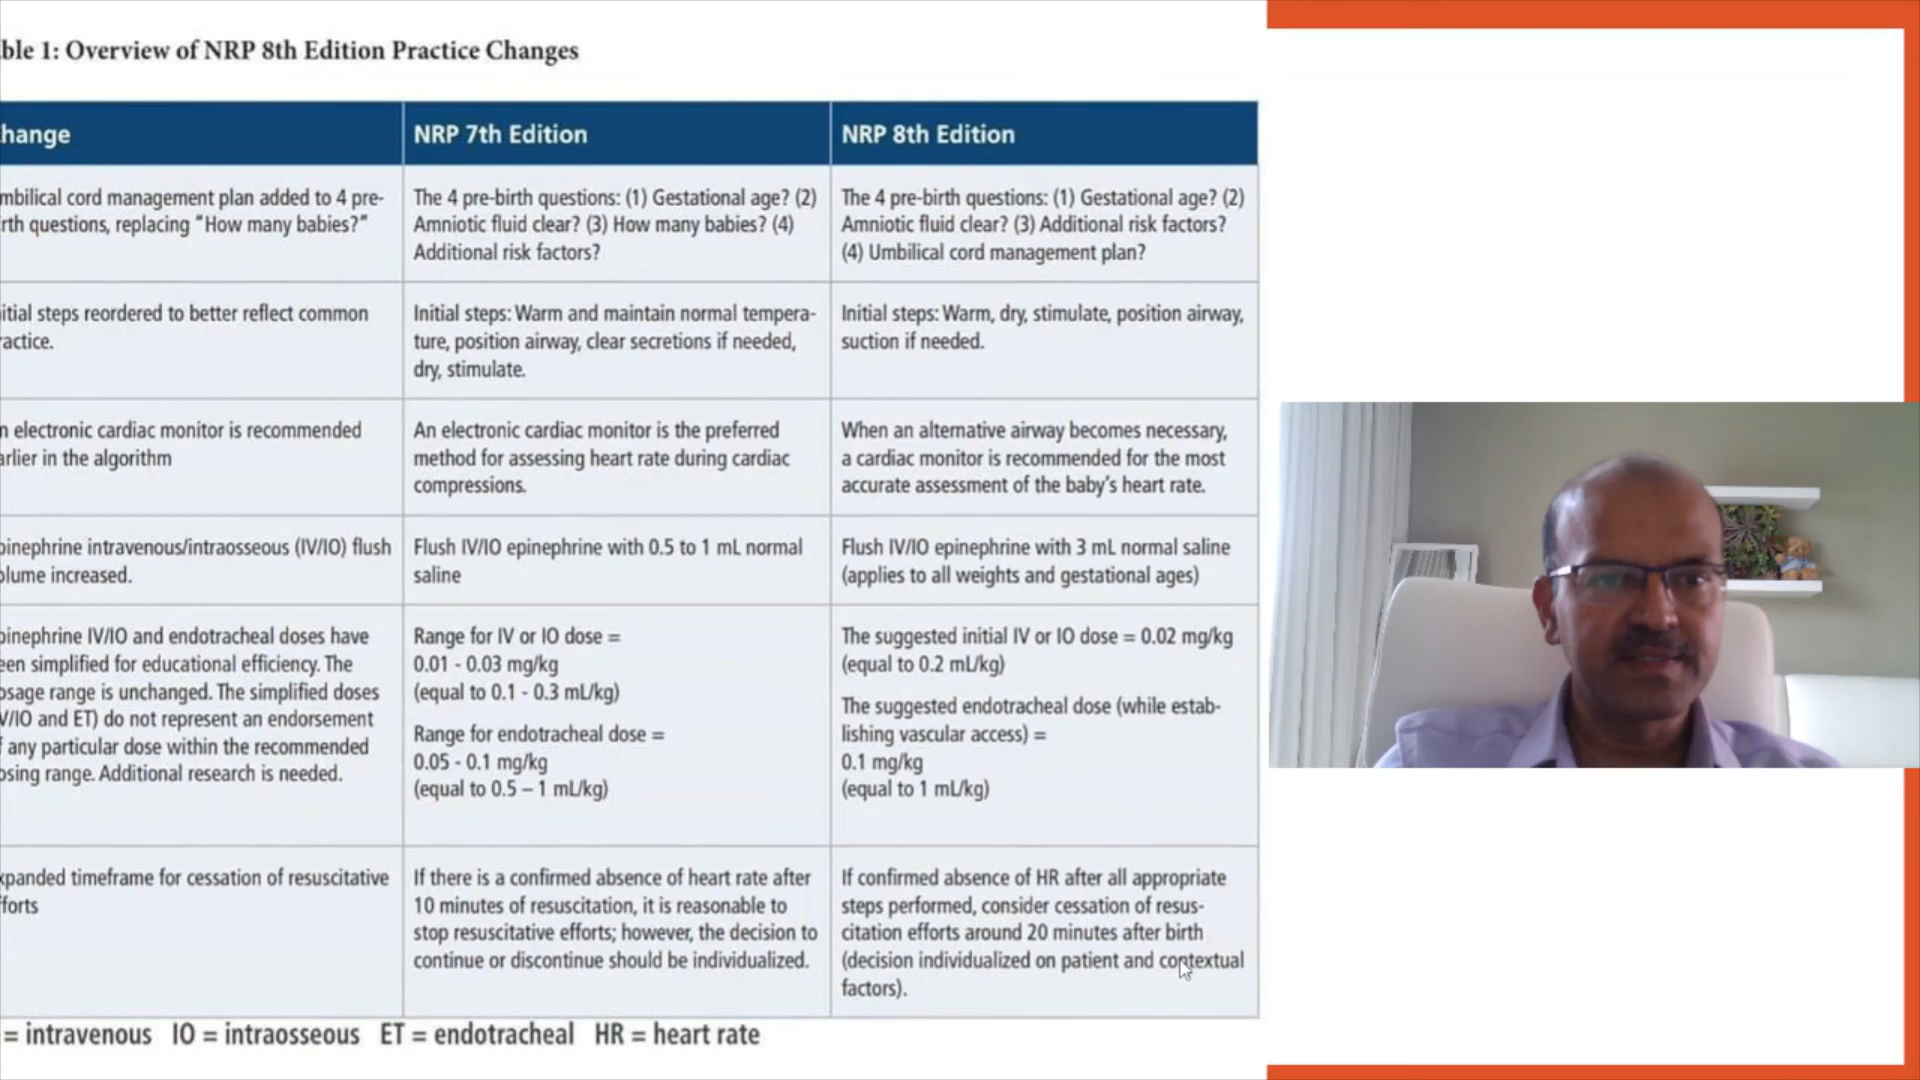 ble 1: Overview of NRP 8th Edition Practice Changes
hange
NRP 7th Edition
NRP 8th Edition
mbilical cord management plan added to 4 pre-
rth questions, replacing "How many babies?"
The 4 pre-birth questions: (1) Gestational age? (2)
Amniotic fluid clear? (3) How many babies? (4)
Additional risk factors?
The 4 pre-birth questions: (1) Gestational age? (2)
Amniotic fluid clear? (3) Additional risk factors?
(4) Umbilical cord management plan?
itial steps reordered to better reflect common
ractice.
Initial steps: Warm and maintain normal tempera-
ture, position airway, clear secretions if needed,
dry, stimulate.
Initial steps: Warm, dry, stimulate, position airway,
suction if needed.
n electronic cardiac monitor is recommended
arlier in the algorithm
An electronic cardiac monitor is the preferred
method for assessing heart rate during cardiac
compressions.
When an alternative airway becomes necessary,
a cardiac monitor is recommended for the most
accurate assessment of the baby's heart rate.
pinephrine intravenous/intraosseous (IV/IO) flush
olume increased.
Flush IV/IO epinephrine with 0.5 to 1 mL normal
saline
Flush IV/IO epinephrine with 3 mL normal saline
(applies to all weights and gestational ages)
pinephrine IV/IO and endotracheal doses have
een simplified for educational efficiency. The
osage range is unchanged. The simplified doses
V/IO and ET) do not represent an endorsement
f any particular dose within the recommended
osing range. Additional research is needed.
Range for IV or IO dose =
0.01 - 0.03 mg/kg
(equal to 0.1 - 0.3 mL/kg)
Range for endotracheal dose =
0.05 - 0.1 mg/kg
(equal to 0.5 – 1 mL/kg)
The suggested initial IV or IO dose = 0.02 mg/kg
(equal to 0.2 mL/kg)
The suggested endotracheal dose (while estab-
lishing vascular access) =
0.1 mg/kg
(equal to 1 mL/kg)
xpanded timeframe for cessation of resuscitative
forts
If there is a confirmed absence of heart rate after
10 minutes of resuscitation, it is reasonable to
stop resuscitative efforts; however, the decision to
continue or discontinue should be individualized.
If confirmed absence of HR after all appropriate
steps performed, consider cessation of resus-
citation efforts around 20 minutes after birth
(decision individualized on patient and contextual
factors).
= intravenous IO = intraosseous ET = endotracheal HR = heart rate